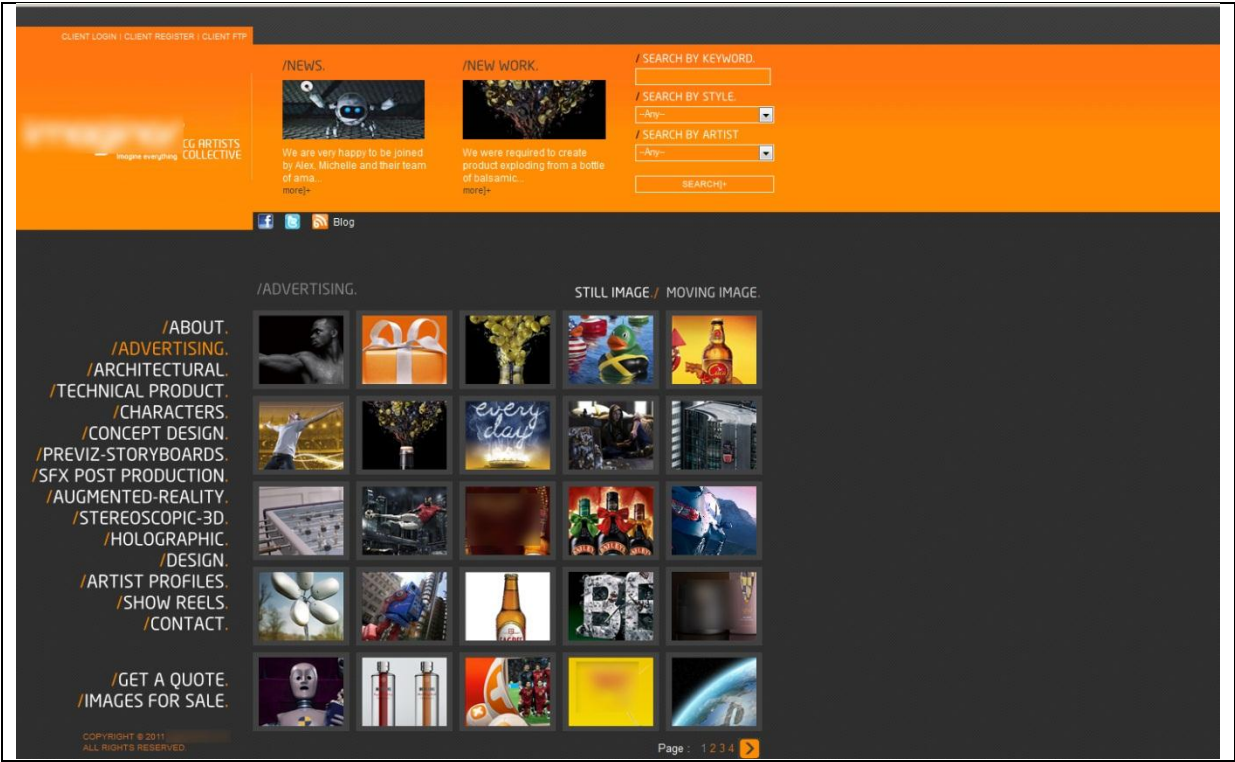 CLIENT LOGIN | CLIENT REGISTER | CLIENT FTP
CG ARTISTS
imagine everything. COLLECTIVE
/NEWS.
We are very happy to be joined
by Alex, Michelle and their team
of ama...
more]+
/NEW WORK.
We were required to create
product exploding from a bottle
of balsamic...
more]+
/ SEARCH BY KEYWORD.
/ SEARCH BY STYLE.
--Any--
/ SEARCH BY ARTIST
--Any--
SEARCH]+
Blog
/ADVERTISING.
STILL IMAGE./ MOVING IMAGE.
/ABOUT.
/ADVERTISING.
/ARCHITECTURAL.
/TECHNICAL PRODUCT.
/CHARACTERS.
/CONCEPT DESIGN.
/PREVIZ-STORYBOARDS.
/SFX POST PRODUCTION.
/AUGMENTED-REALITY.
/STEREOSCOPIC-3D.
/HOLOGRAPHIC.
/DESIGN.
/ARTIST PROFILES.
/SHOW REELS.
/CONTACT.
/GET A QUOTE.
/IMAGES FOR SALE.
COPYRIGHT © 2011
ALL RIGHTS RESERVED.
every
day
BE
Page : 1 2 3 4 >